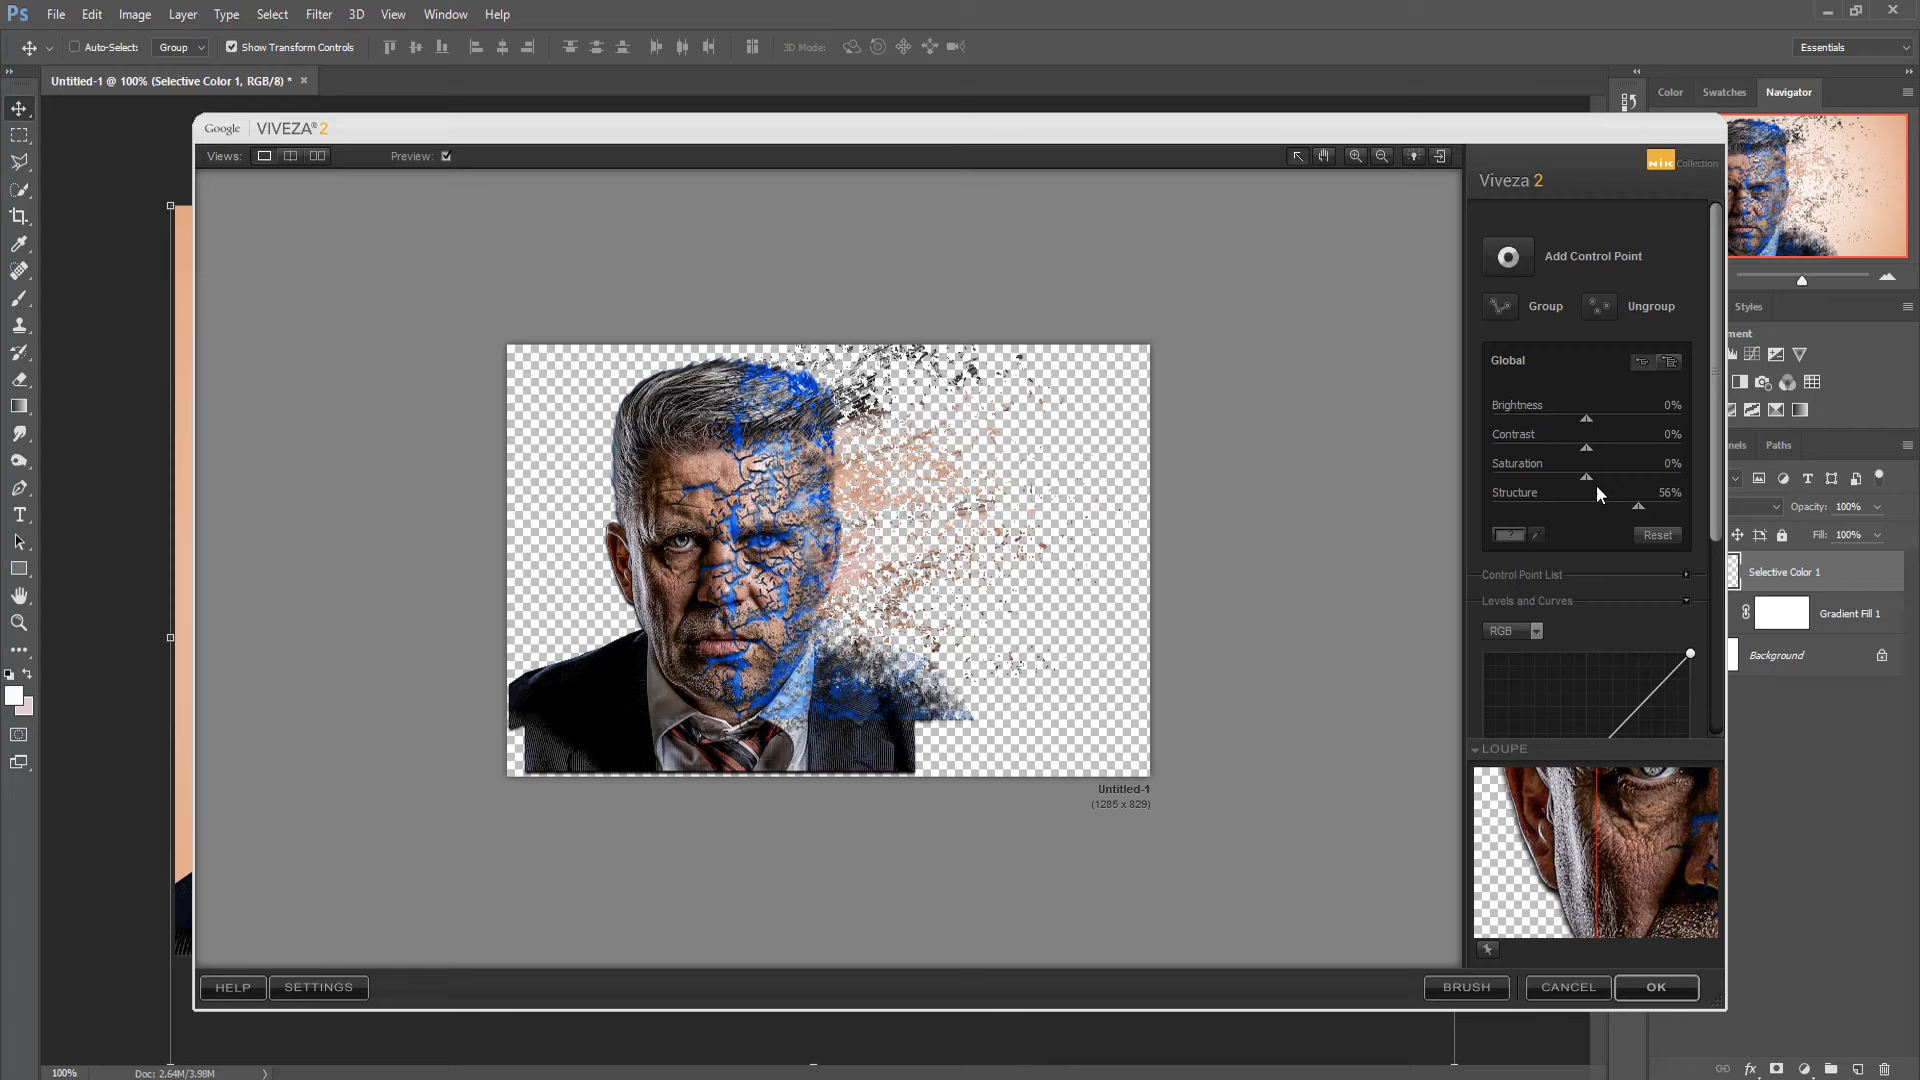 Ps File Edit Image Layer Type Select Filter 3D View Window Help
Auto-Select: Group Show Transform Controls 3D Mode: Essentials
Untitled-1 @ 100% (Selective Color 1, RGB/8) * ×
Color Swatches Navigator
Google VIVEZA® 2
Views: Preview:
nik Collection
Viveza 2
Add Control Point
Group Ungroup
Styles
Global
Brightness 0%
Contrast 0%
Saturation 0%
Structure 56%
Reset
Paths
Opacity: 100%
Fill: 100%
Control Point List
Levels and Curves
RGB
Selective Color 1
Gradient Fill 1
Background
LOUPE
Untitled-1
(1285 x 829)
HELP SETTINGS BRUSH CANCEL OK
100% Doc: 2.64M/3.98M
fx